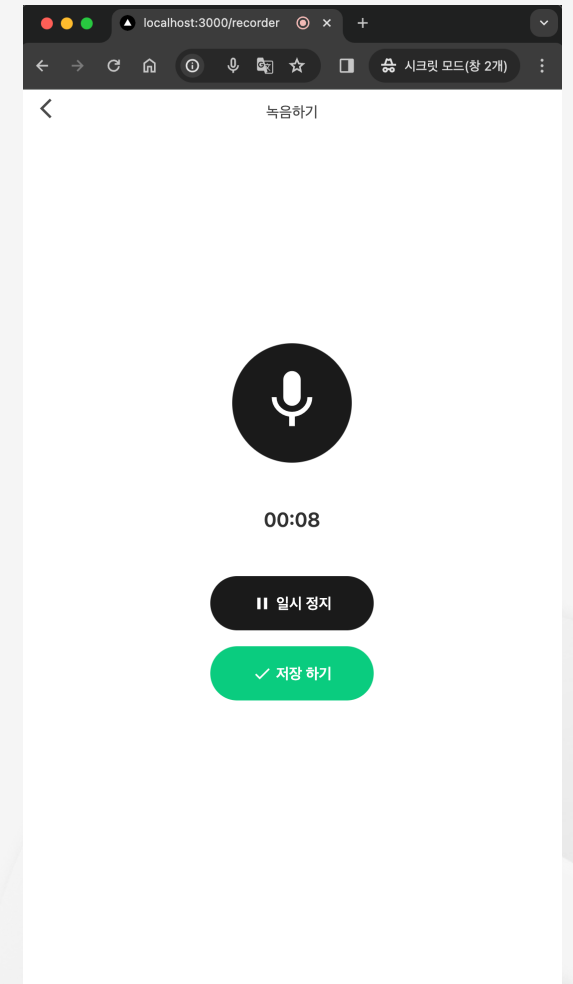 localhost:3000/recorder
시크릿 모드(창 2개)
녹음하기
00:08
일시 정지
저장 하기